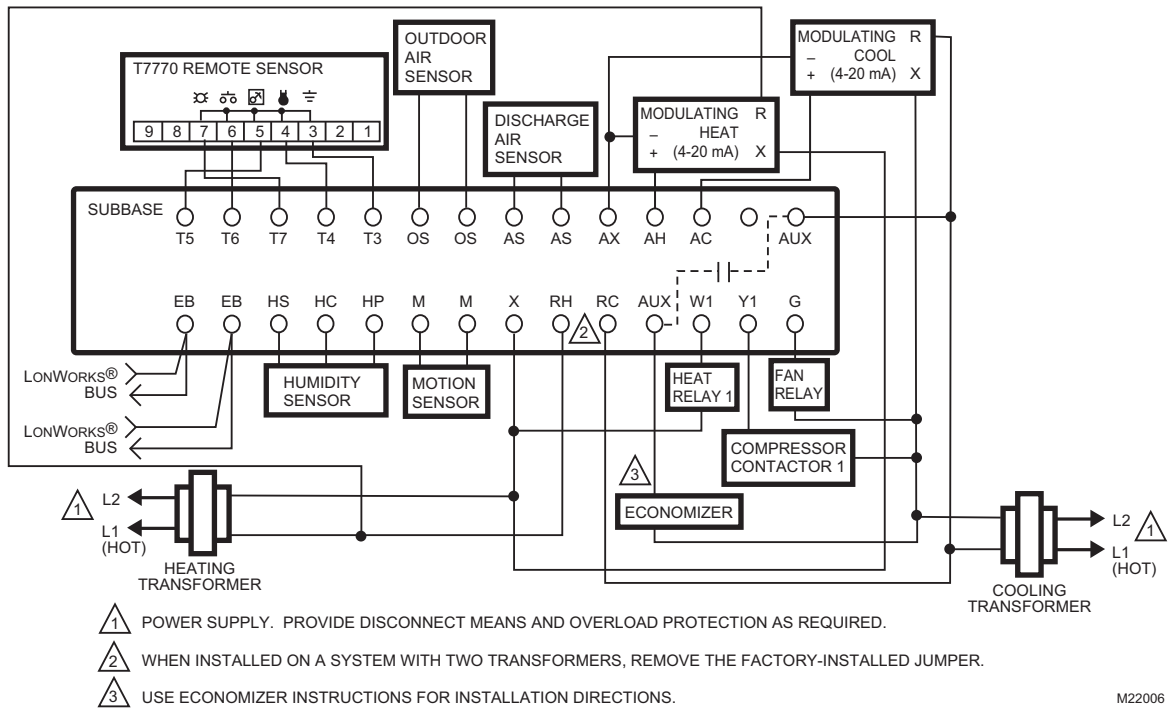 OUTDOOR
AIR
SENSOR
MODULATING R
– COOL
+ (4-20 mA) X
T7770 REMOTE SENSOR
9 8 7 6 5 4 3 2 1
DISCHARGE
AIR
SENSOR
MODULATING R
– HEAT
+ (4-20 mA) X
SUBBASE
T5 T6 T7 T4 T3 OS OS AS AS AX AH AC AUX
EB EB HS HC HP M M X RH RC AUX W1 Y1 G
2
LONWORKS®
BUS
LONWORKS®
BUS
HUMIDITY
SENSOR
MOTION
SENSOR
HEAT
RELAY 1
FAN
RELAY
COMPRESSOR
CONTACTOR 1
3
ECONOMIZER
1 L2
L1
(HOT)
HEATING
TRANSFORMER
L2 1
L1
(HOT)
COOLING
TRANSFORMER
1 POWER SUPPLY. PROVIDE DISCONNECT MEANS AND OVERLOAD PROTECTION AS REQUIRED.
2 WHEN INSTALLED ON A SYSTEM WITH TWO TRANSFORMERS, REMOVE THE FACTORY-INSTALLED JUMPER.
3 USE ECONOMIZER INSTRUCTIONS FOR INSTALLATION DIRECTIONS.
M22006